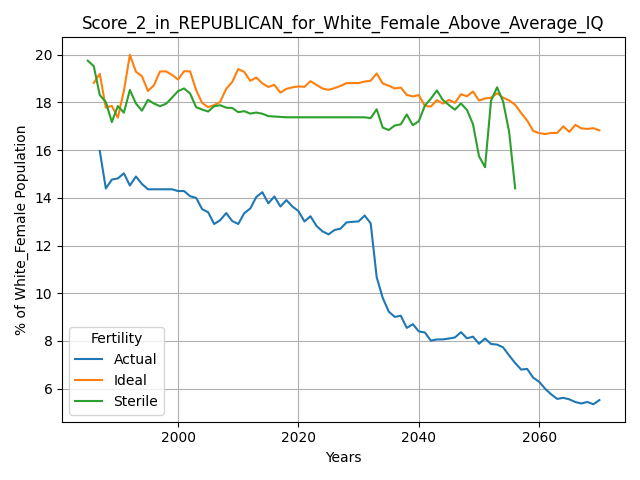 Score_2_in_REPUBLICAN_for_White_Female_Above_Average_IQ
% of White_Female Population
20
18
16
14
12
10
8
6
Fertility
Actual
Ideal
Sterile
2000 2020 2040 2060
Years